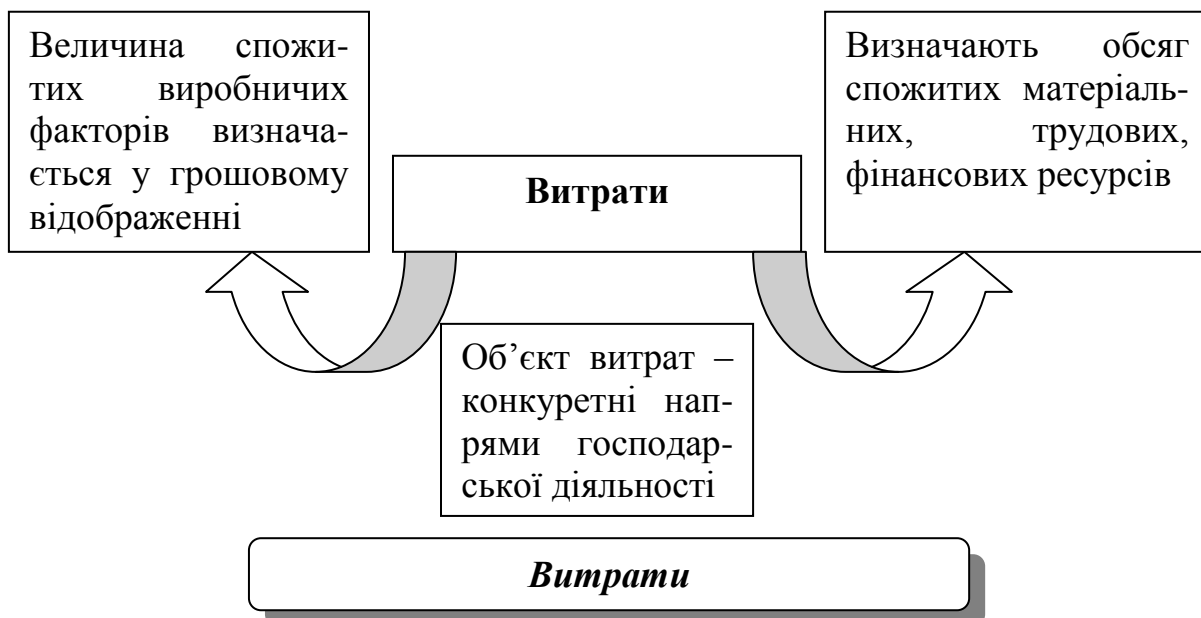 Величина спожи-
тих виробничих
факторів визнача-
ється у грошовому
відображенні
Витрати
Визначають обсяг
спожитих матеріаль-
них, трудових,
фінансових ресурсів
Об’єкт витрат –
конкуретні нап-
рями господар-
ської діяльності
Витрати